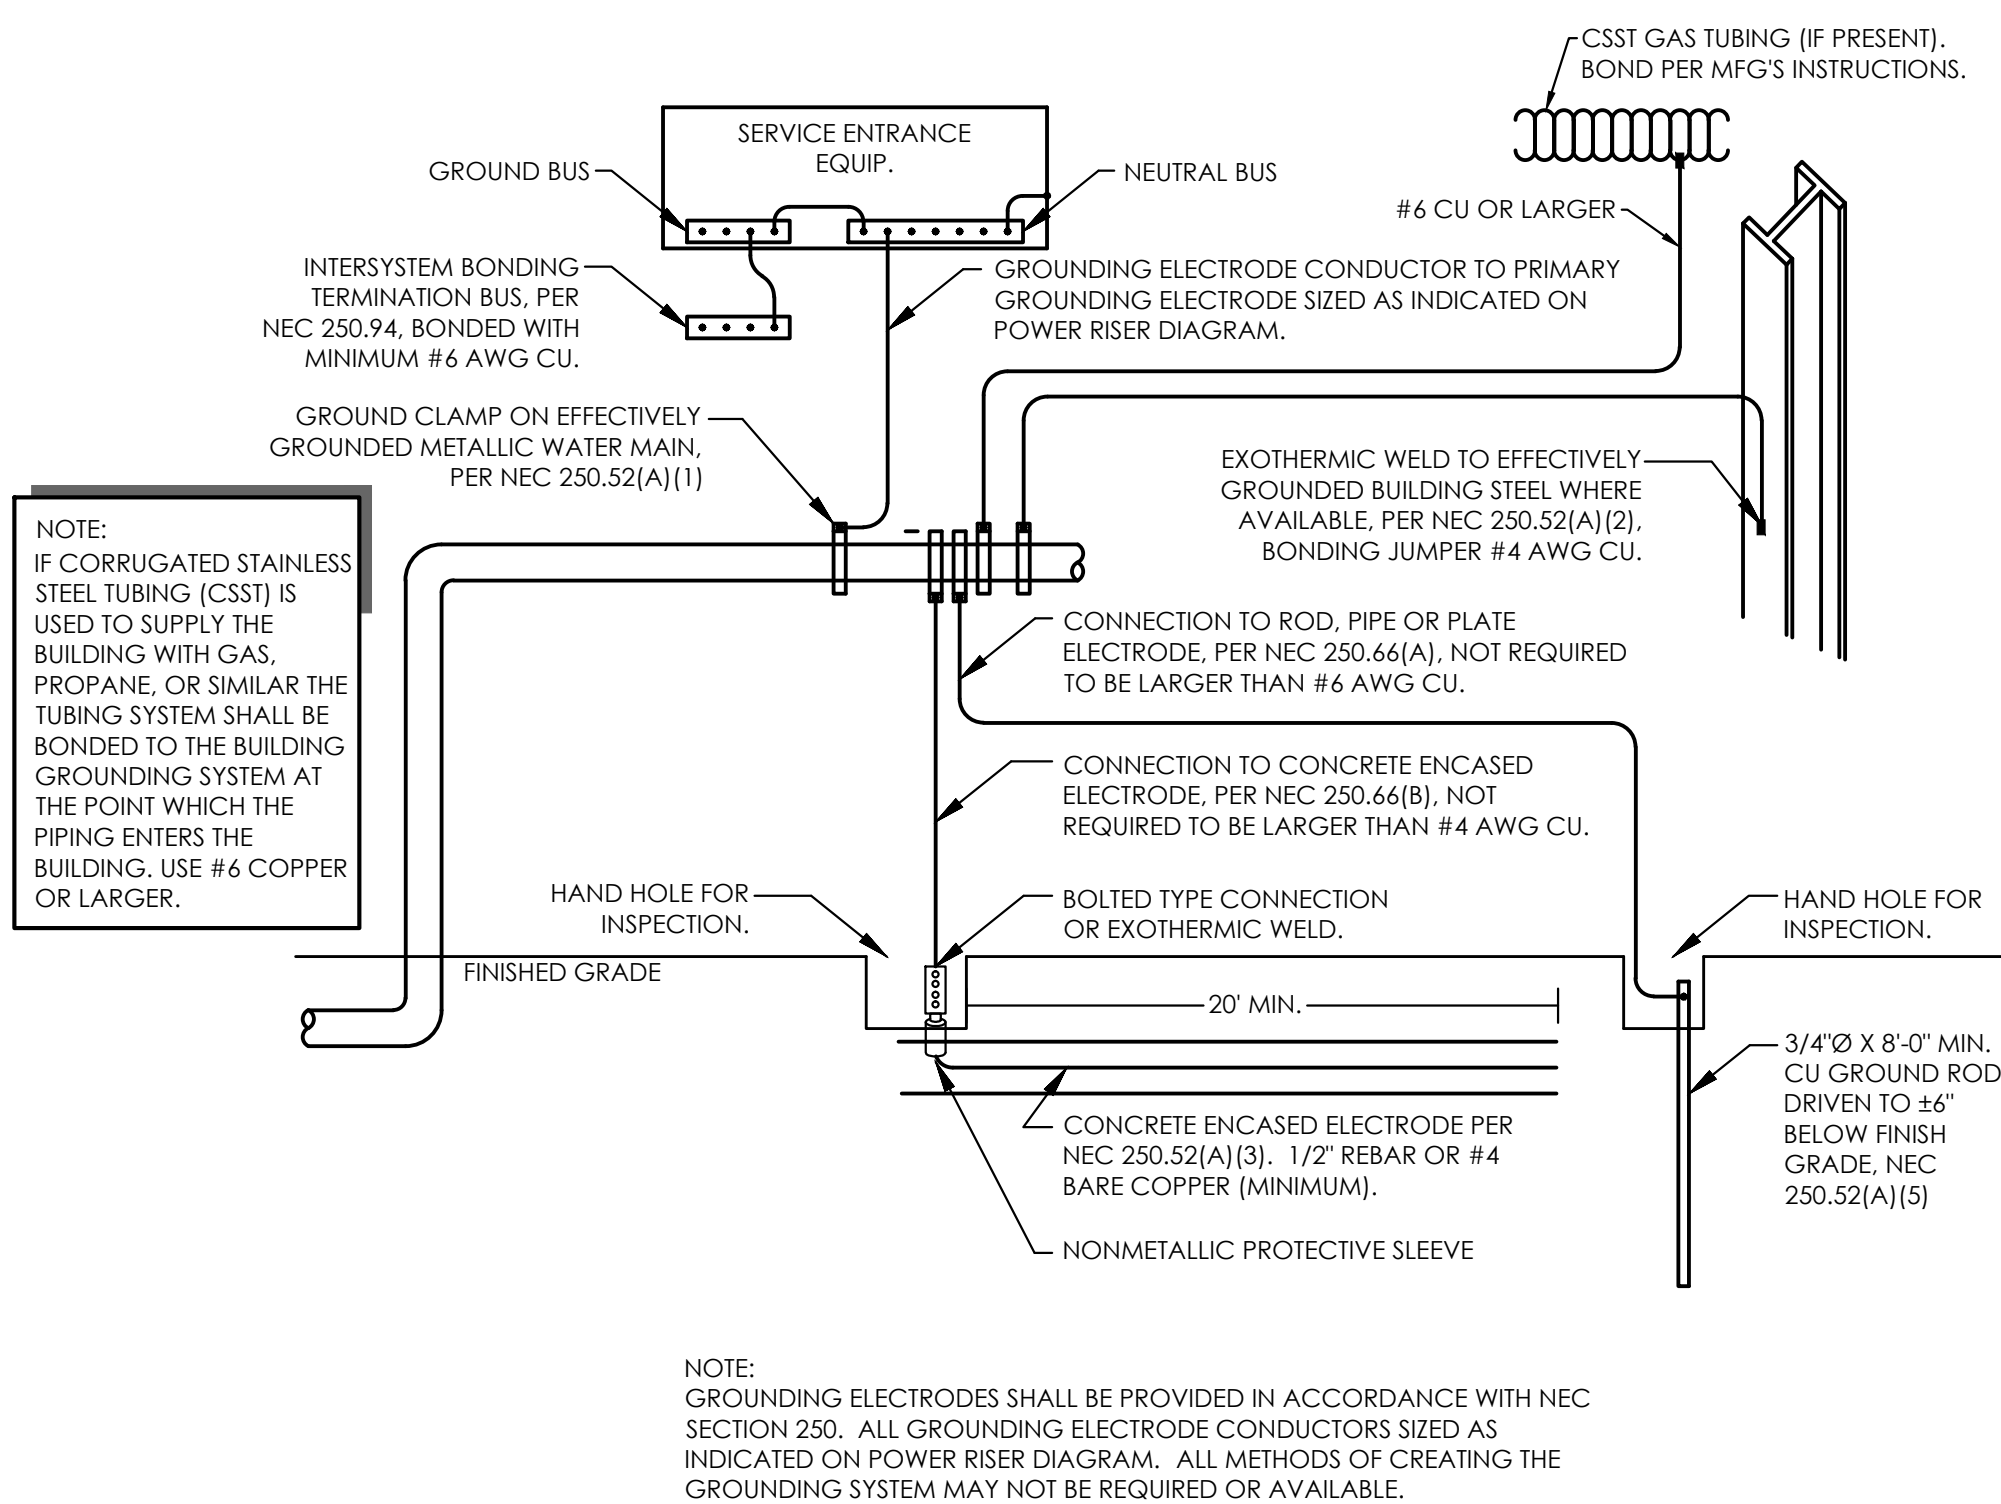 CSST GAS TUBING (IF PRESENT).
BOND PER MFG'S INSTRUCTIONS.
SERVICE ENTRANCE
EQUIP.
GROUND BUS
NEUTRAL BUS
#6 CU OR LARGER
INTERSYSTEM BONDING
TERMINATION BUS, PER
NEC 250.94, BONDED WITH
MINIMUM #6 AWG CU.
GROUNDING ELECTRODE CONDUCTOR TO PRIMARY
GROUNDING ELECTRODE SIZED AS INDICATED ON
POWER RISER DIAGRAM.
GROUND CLAMP ON EFFECTIVELY
GROUNDED METALLIC WATER MAIN,
PER NEC 250.52(A)(1)
EXOTHERMIC WELD TO EFFECTIVELY
GROUNDED BUILDING STEEL WHERE
AVAILABLE, PER NEC 250.52(A)(2),
BONDING JUMPER #4 AWG CU.
NOTE:
IF CORRUGATED STAINLESS
STEEL TUBING (CSST) IS
USED TO SUPPLY THE
BUILDING WITH GAS,
PROPANE, OR SIMILAR THE
TUBING SYSTEM SHALL BE
BONDED TO THE BUILDING
GROUNDING SYSTEM AT
THE POINT WHICH THE
PIPING ENTERS THE
BUILDING. USE #6 COPPER
OR LARGER.
CONNECTION TO ROD, PIPE OR PLATE
ELECTRODE, PER NEC 250.66(A), NOT REQUIRED
TO BE LARGER THAN #6 AWG CU.
CONNECTION TO CONCRETE ENCASED
ELECTRODE, PER NEC 250.66(B), NOT
REQUIRED TO BE LARGER THAN #4 AWG CU.
HAND HOLE FOR
INSPECTION.
BOLTED TYPE CONNECTION
OR EXOTHERMIC WELD.
HAND HOLE FOR
INSPECTION.
FINISHED GRADE
20' MIN.
3/4"Ø X 8'-0" MIN.
CU GROUND ROD
DRIVEN TO ±6"
BELOW FINISH
GRADE, NEC
250.52(A)(5)
CONCRETE ENCASED ELECTRODE PER
NEC 250.52(A)(3). 1/2" REBAR OR #4
BARE COPPER (MINIMUM).
NONMETALLIC PROTECTIVE SLEEVE
NOTE:
GROUNDING ELECTRODES SHALL BE PROVIDED IN ACCORDANCE WITH NEC
SECTION 250. ALL GROUNDING ELECTRODE CONDUCTORS SIZED AS
INDICATED ON POWER RISER DIAGRAM. ALL METHODS OF CREATING THE
GROUNDING SYSTEM MAY NOT BE REQUIRED OR AVAILABLE.